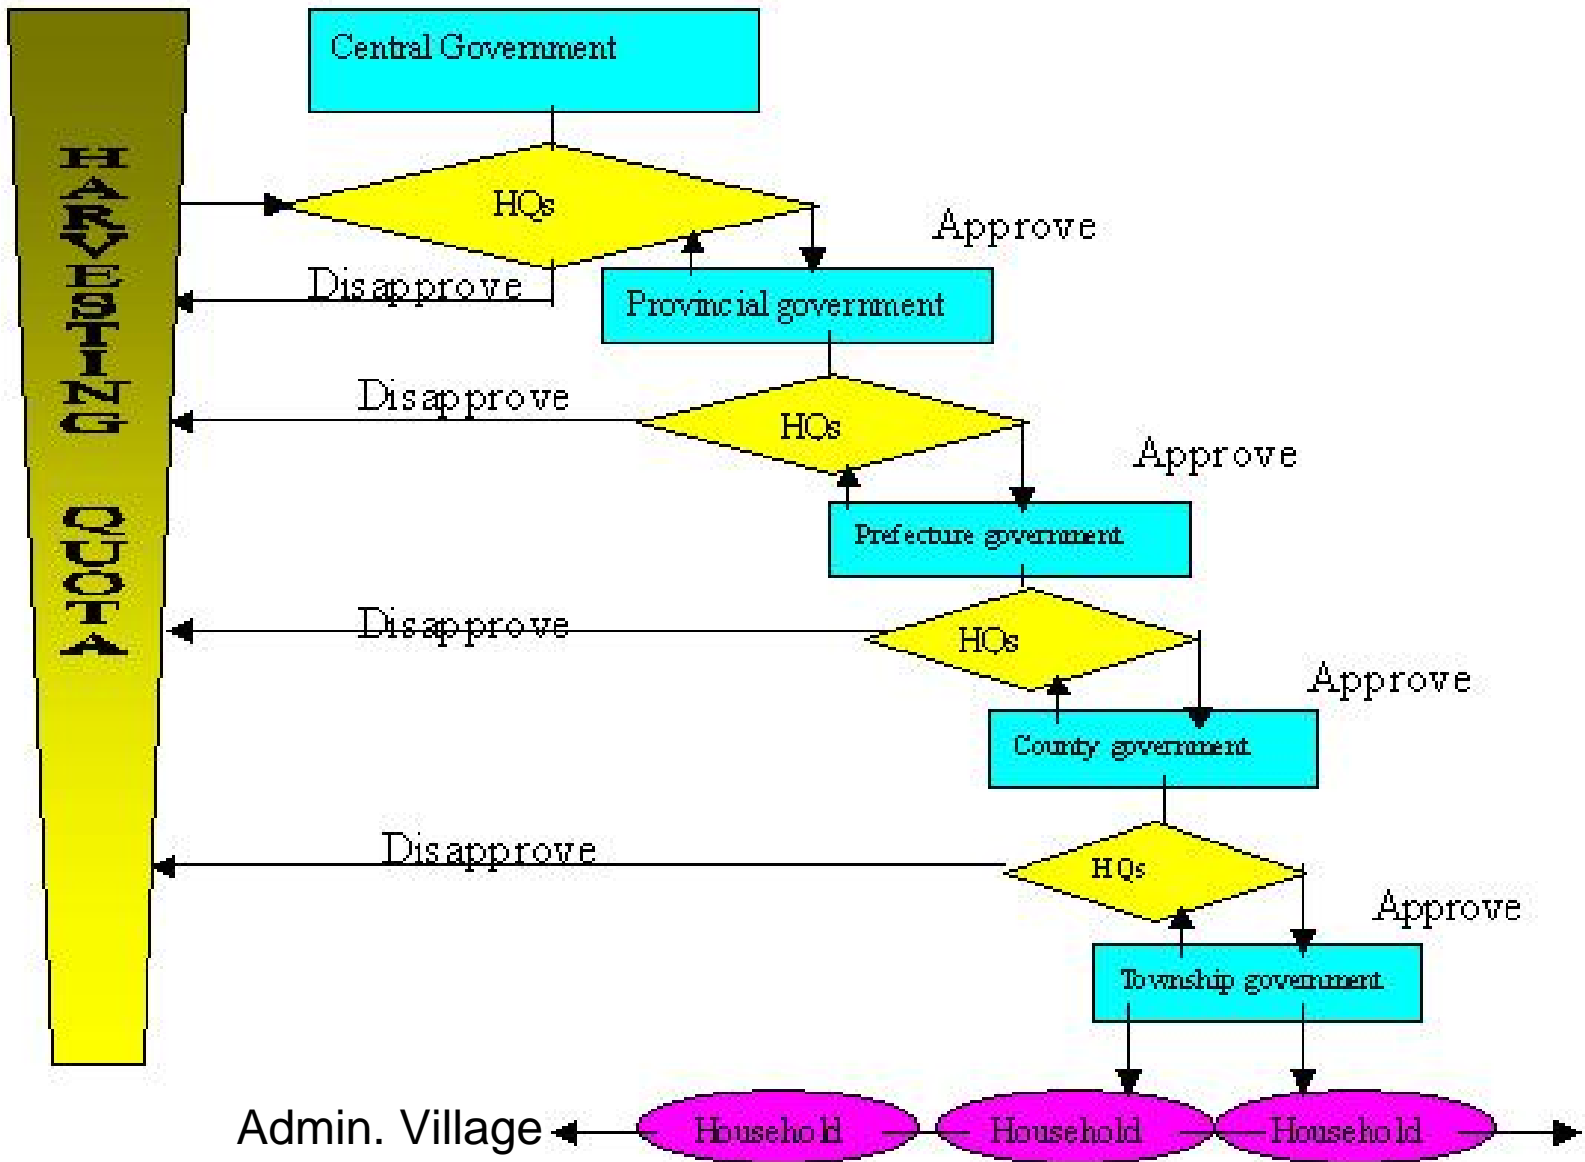 HARVESTING QUOTA
Central Government
HQs
Approve
Disapprove
Provincial government
Disapprove
HQs
Approve
Prefecture government
Disapprove
HQs
Approve
County government
Disapprove
HQs
Approve
Township government
Admin. Village
Household
Household
Household